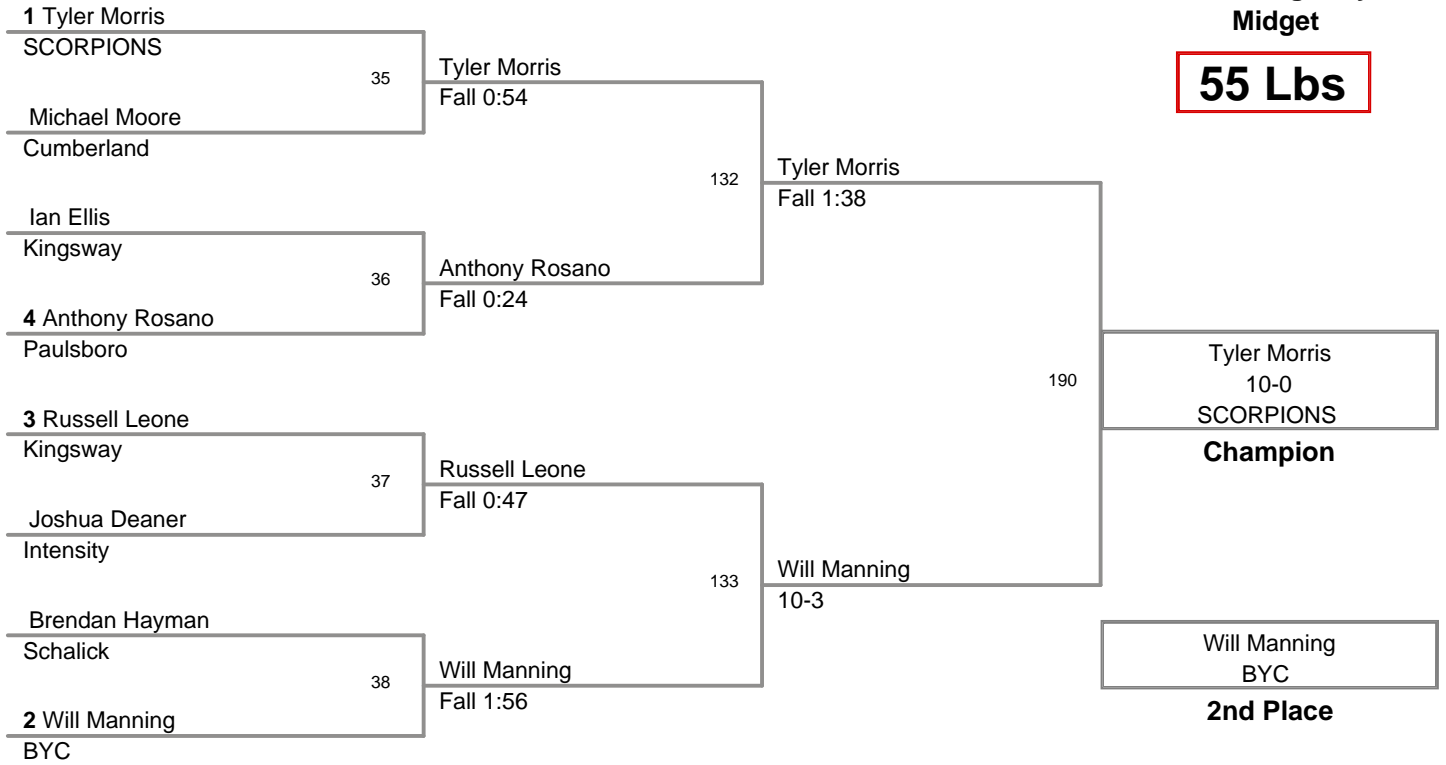 Midget
55 Lbs
1 Tyler Morris
SCORPIONS
35
Michael Moore
Cumberland
Ian Ellis
Kingsway
36
4 Anthony Rosano
Paulsboro
3 Russell Leone
Kingsway
37
Joshua Deaner
Intensity
Brendan Hayman
Schalick
38
2 Will Manning
BYC
Tyler Morris
Fall 0:54
132
Anthony Rosano
Fall 0:24
Russell Leone
Fall 0:47
133
Will Manning
Fall 1:56
Tyler Morris
Fall 1:38
190
Will Manning
10-3
Tyler Morris
10-0
SCORPIONS
Champion
Will Manning
BYC
2nd Place